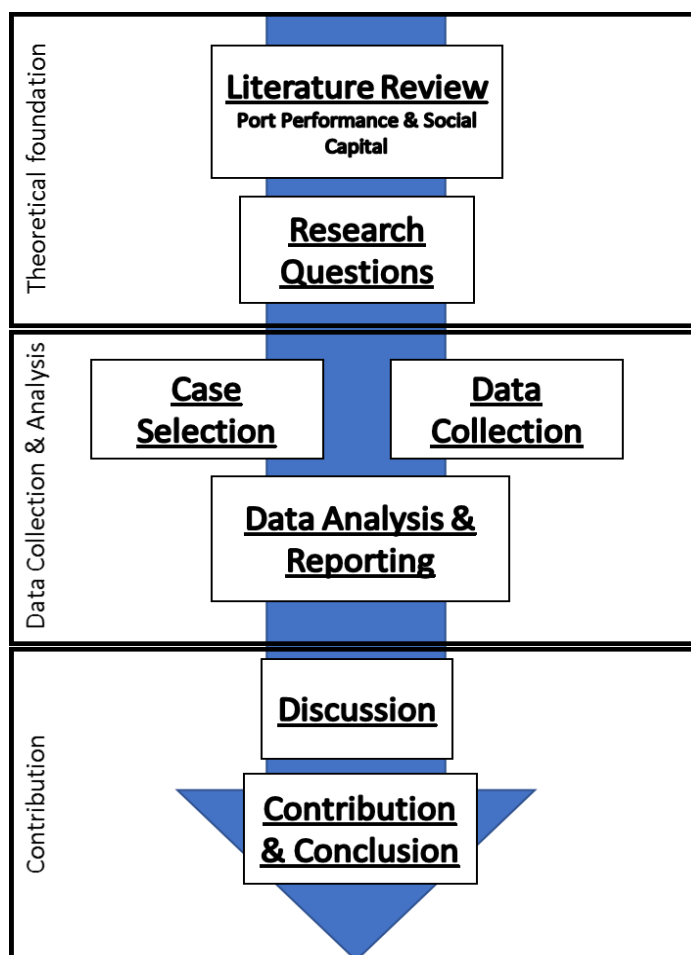 Theoretical foundation
Literature Review
Port Performance & Social
Capital
Research
Questions
Data Collection & Analysis
Case
Selection
Data
Collection
Data Analysis &
Reporting
Contribution
Discussion
Contribution
& Conclusion